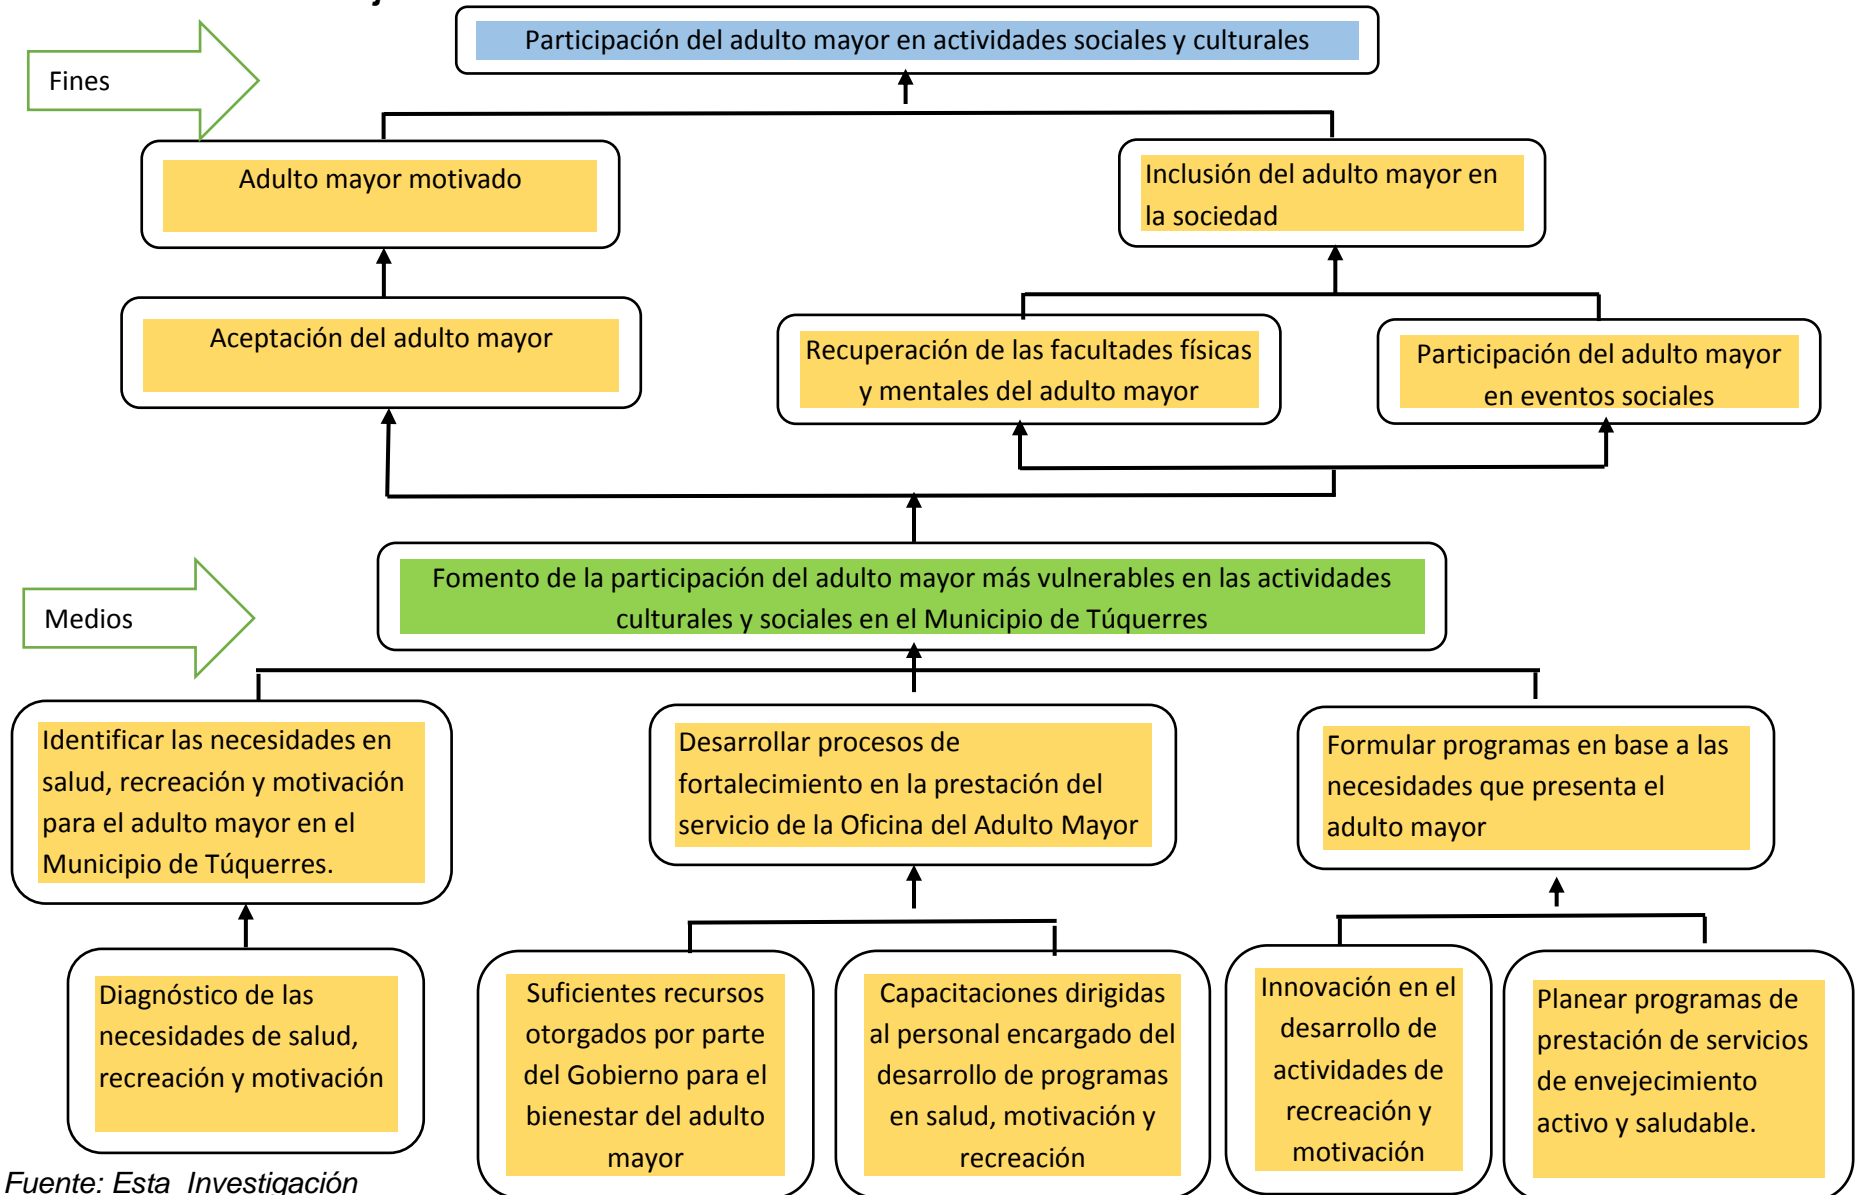 Participación del adulto mayor en actividades sociales y culturales
Fines
Adulto mayor motivado
Inclusión del adulto mayor en
la sociedad
Aceptación del adulto mayor
Recuperación de las facultades físicas
y mentales del adulto mayor
Participación del adulto mayor
en eventos sociales
Fomento de la participación del adulto mayor más vulnerables en las actividades
culturales y sociales en el Municipio de Túquerres
Medios
Identificar las necesidades en
salud, recreación y motivación
para el adulto mayor en el
Municipio de Túquerres.
Desarrollar procesos de
fortalecimiento en la prestación del
servicio de la Oficina del Adulto Mayor
Formular programas en base a las
necesidades que presenta el
adulto mayor
Diagnóstico de las
necesidades de salud,
recreación y motivación
Suficientes recursos
otorgados por parte
del Gobierno para el
bienestar del adulto
mayor
Capacitaciones dirigidas
al personal encargado del
desarrollo de programas
en salud, motivación y
recreación
Innovación en el
desarrollo de
actividades de
recreación y
motivación
Planear programas de
prestación de servicios
de envejecimiento
activo y saludable.
Fuente: Esta Investigación